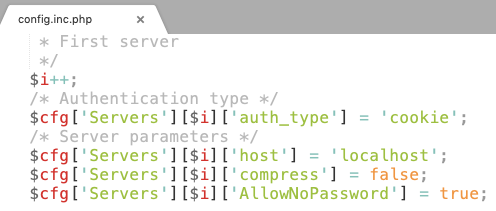 config.inc.php ×
* First server
*/
$i++;
/* Authentication type */
$cfg['Servers'][$i]['auth_type'] = 'cookie';
/* Server parameters */
$cfg['Servers'][$i]['host'] = 'localhost';
$cfg['Servers'][$i]['compress'] = false;
$cfg['Servers'][$i]['AllowNoPassword'] = true;